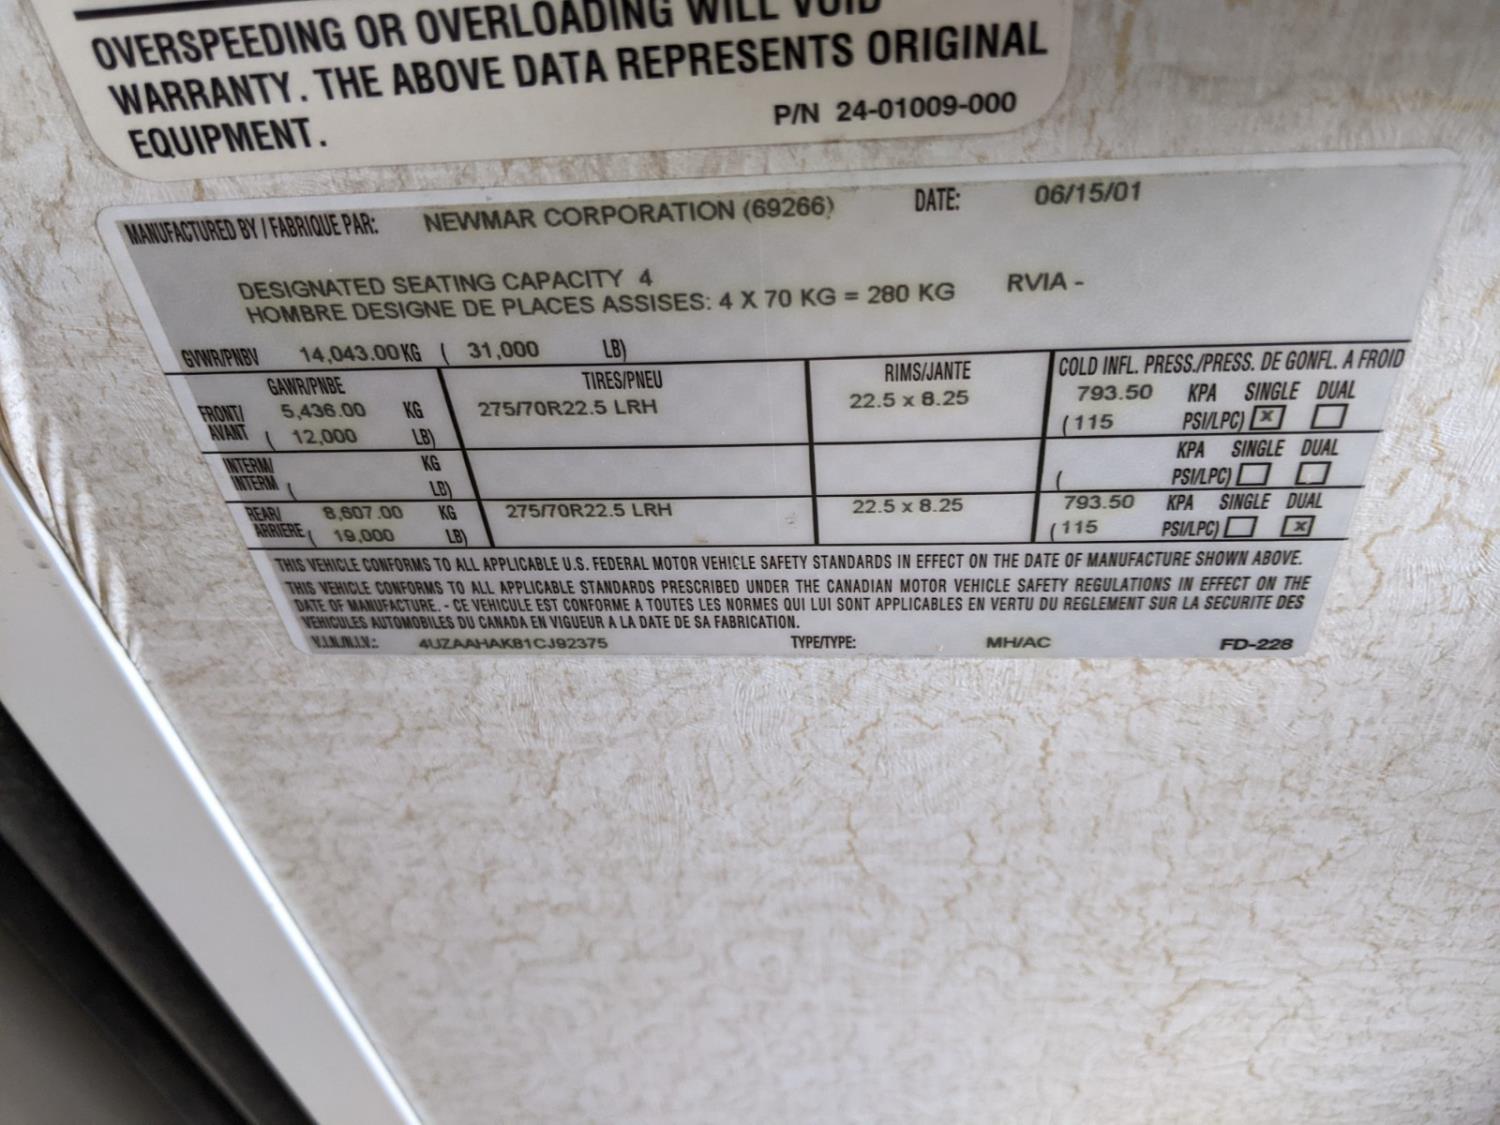 OVERSPEEDING OR OVERLOADING WILL VOID
WARRANTY. THE ABOVE DATA REPRESENTS ORIGINAL
EQUIPMENT.
P/N 24-01009-000
MANUFACTURED BY / FABRIQUE PAR: NEWMAR CORPORATION (69266) DATE: 06/15/01
DESIGNATED SEATING CAPACITY 4
HOMBRE DESIGNE DE PLACES ASSISES: 4 X 70 KG = 280 KG RVIA -
GVWR/PNBV 14,043.00 KG ( 31,000 LB)
GAWR/PNBE TIRES/PNEU RIMS/JANTE COLD INFL. PRESS./PRESS. DE GONFL. A FROID
FRONT/ 5,436.00 KG 275/70R22.5 LRH 22.5 x 8.25 793.50 KPA SINGLE DUAL
AVANT ( 12,000 LB) (115 PSI/LPC) x
INTERM/ KG KPA SINGLE DUAL
INTERM ( LB) ( PSI/LPC)
REAR/ 8,607.00 KG 275/70R22.5 LRH 22.5 x 8.25 793.50 KPA SINGLE DUAL
ARRIERE ( 19,000 LB) (115 PSI/LPC) x
THIS VEHICLE CONFORMS TO ALL APPLICABLE U.S. FEDERAL MOTOR VEHICLE SAFETY STANDARDS IN EFFECT ON THE DATE OF MANUFACTURE SHOWN ABOVE.
THIS VEHICLE CONFORMS TO ALL APPLICABLE STANDARDS PRESCRIBED UNDER THE CANADIAN MOTOR VEHICLE SAFETY REGULATIONS IN EFFECT ON THE
DATE OF MANUFACTURE. - CE VEHICULE EST CONFORME A TOUTES LES NORMES QUI LUI SONT APPLICABLES EN VERTU DU REGLEMENT SUR LA SECURITE DES
VEHICULES AUTOMOBILES DU CANADA EN VIGUEUR A LA DATE DE SA FABRICATION.
V.I.N./N.I.V.: 4UZAAHAK81CJ92375 TYPE/TYPE: MH/AC FD-228